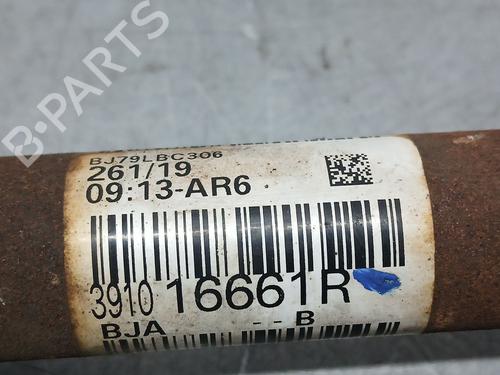 B-PARTS
BJ79LBC306
261/19
09:13-AR6
3910 16661R
BJA - - B